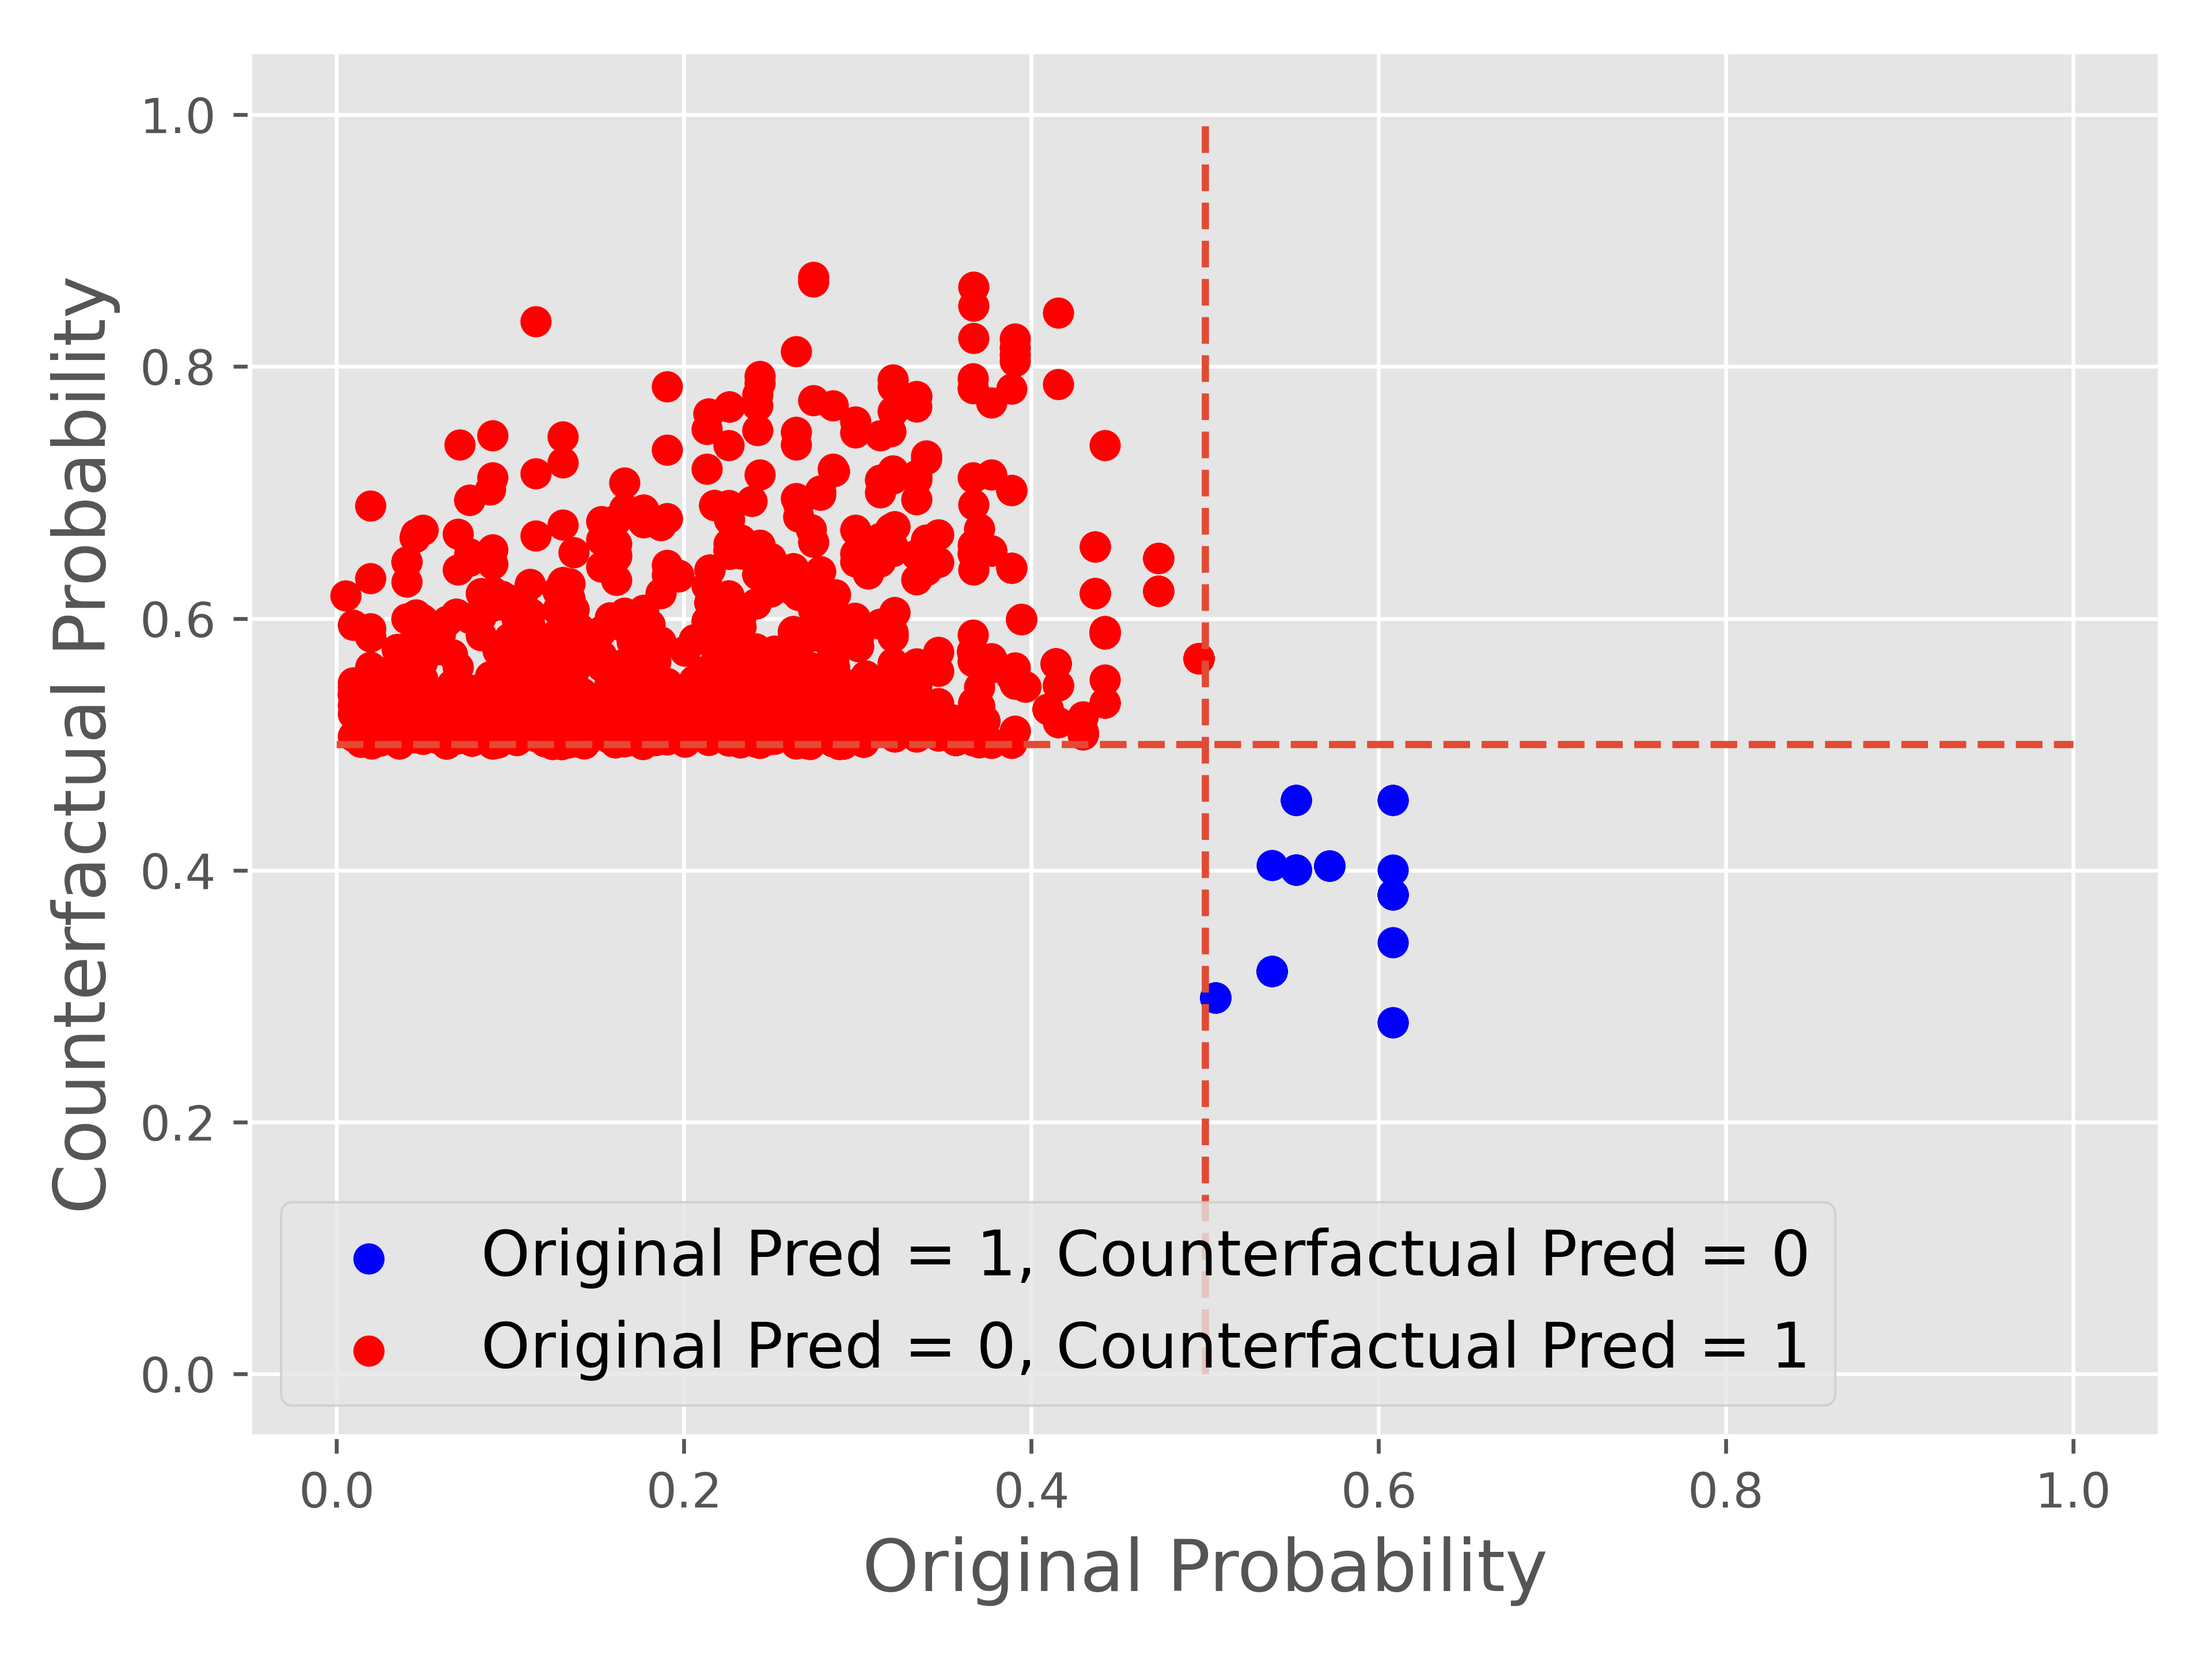 1.0
0.8
0.6
0.4
0.2
0.0
Counterfactual Probability
Original Pred = 1, Counterfactual Pred = 0
Original Pred = 0, Counterfactual Pred = 1
0.0 0.2 0.4 0.6 0.8 1.0
Original Probability